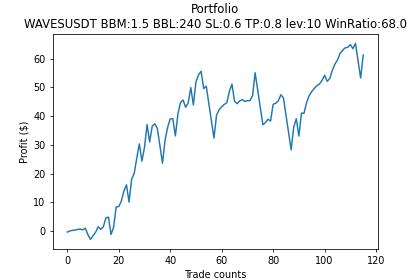 Portfolio
WAVESUSDT BBM:1.5 BBL:240 SL:0.6 TP:0.8 lev:10 WinRatio:68.0
Profit ($)
60
50
40
30
20
10
0
0 20 40 60 80 100 120
Trade counts